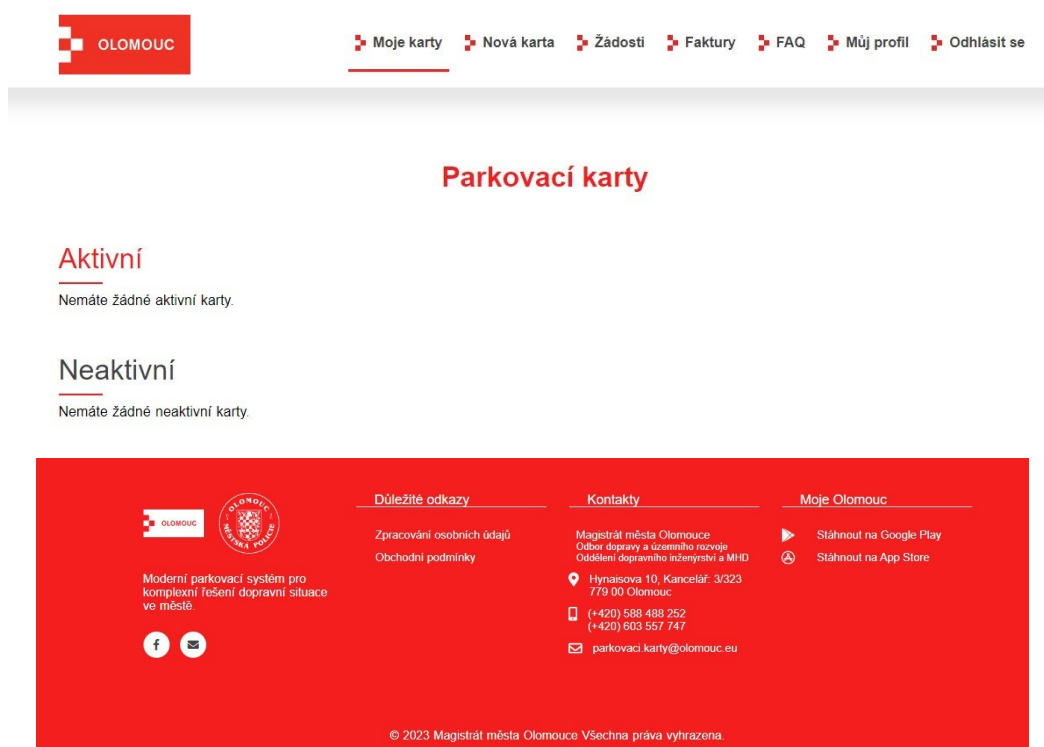 OLOMOUC
Moje karty Nová karta Žádosti Faktury FAQ Můj profil Odhlásit se
Parkovací karty
Aktivní
Nemáte žádné aktivní karty.
Neaktivní
Nemáte žádné neaktivní karty.
OLOMOUC
OLOMOUC
MĚSTSKÁ POLICIE
Moderní parkovací systém pro
komplexní řešení dopravní situace
ve městě.
Důležité odkazy
Zpracování osobních údajů
Obchodní podmínky
Kontakty
Magistrát města Olomouce
Odbor dopravy a územního rozvoje
Oddělení dopravního inženýrství a MHD
Hynaisova 10, Kancelář: 3/323
779 00 Olomouc
(+420) 588 488 252
(+420) 603 557 747
parkovaci.karty@olomouc.eu
Moje Olomouc
Stáhnout na Google Play
Stáhnout na App Store
© 2023 Magistrát města Olomouce Všechna práva vyhrazena.